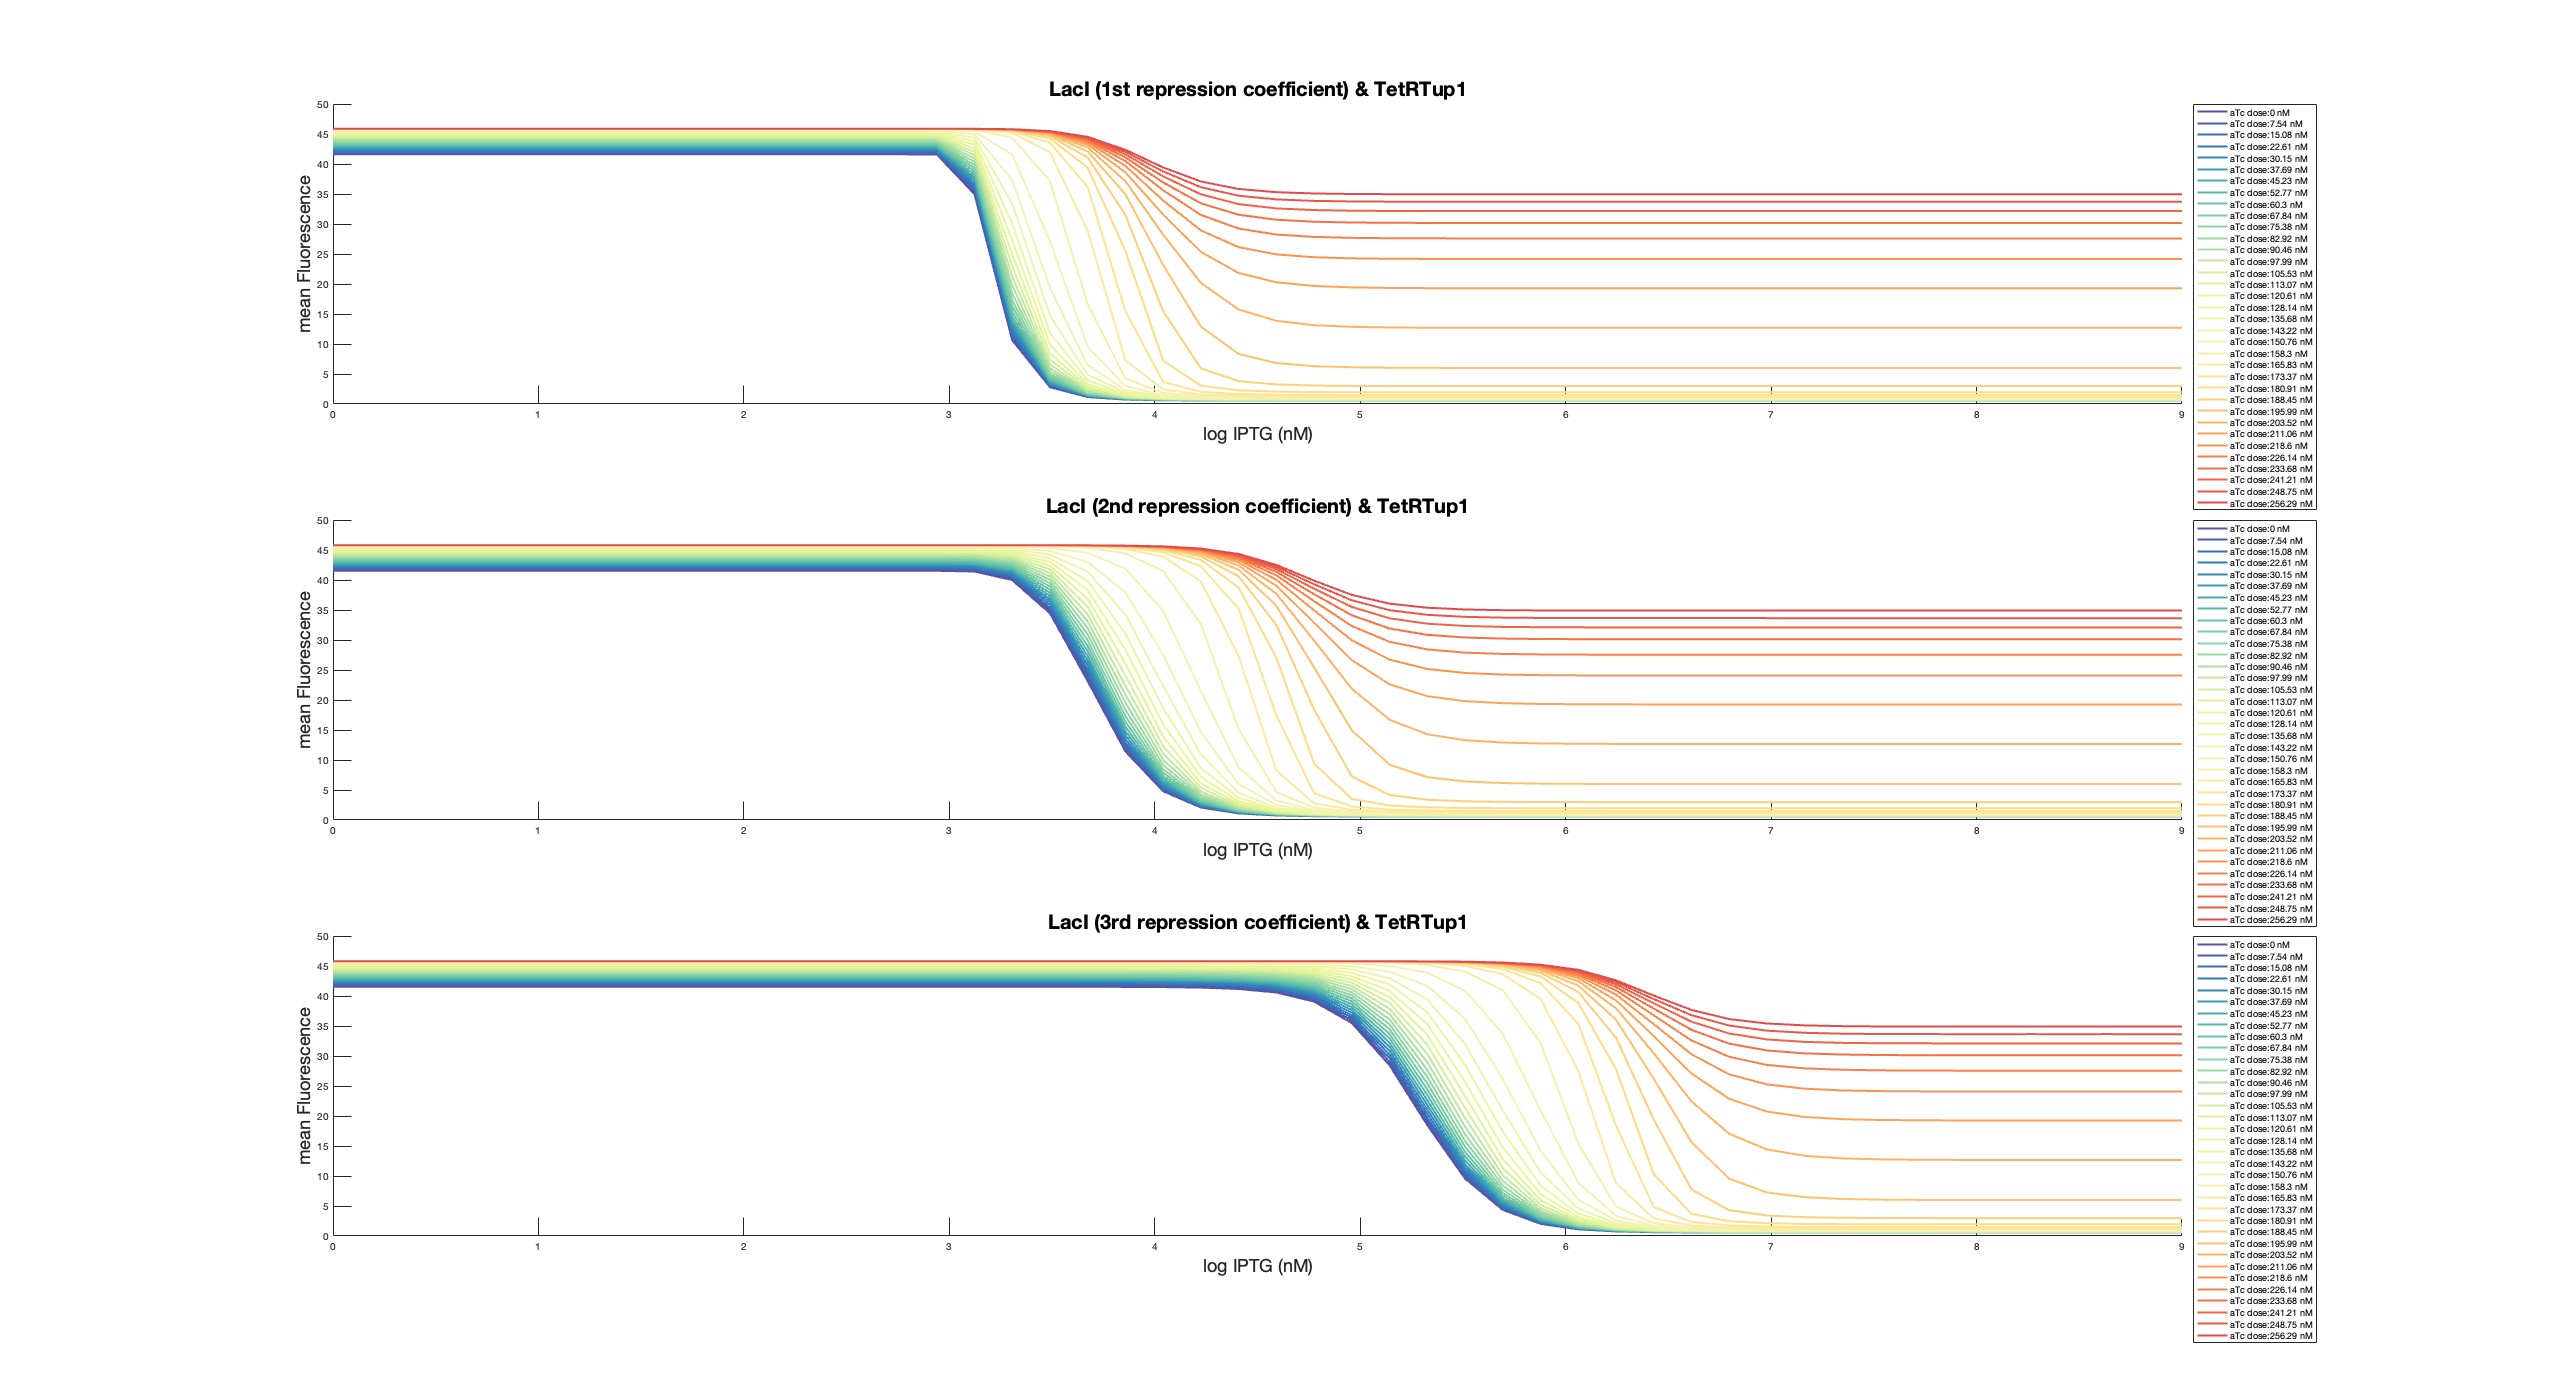 LacI (1st repression coefficient) & TetRTup1
50
45
40
35
30
25
20
15
10
5
0
mean Fluorescence
0 1 2 3 4 5 6 7 8 9
log IPTG (nM)
aTc dose:0 nM
aTc dose:7.54 nM
aTc dose:15.08 nM
aTc dose:22.61 nM
aTc dose:30.15 nM
aTc dose:37.69 nM
aTc dose:45.23 nM
aTc dose:52.77 nM
aTc dose:60.3 nM
aTc dose:67.84 nM
aTc dose:75.38 nM
aTc dose:82.92 nM
aTc dose:90.46 nM
aTc dose:97.99 nM
aTc dose:105.53 nM
aTc dose:113.07 nM
aTc dose:120.61 nM
aTc dose:128.14 nM
aTc dose:135.68 nM
aTc dose:143.22 nM
aTc dose:150.76 nM
aTc dose:158.3 nM
aTc dose:165.83 nM
aTc dose:173.37 nM
aTc dose:180.91 nM
aTc dose:188.45 nM
aTc dose:195.99 nM
aTc dose:203.52 nM
aTc dose:211.06 nM
aTc dose:218.6 nM
aTc dose:226.14 nM
aTc dose:233.68 nM
aTc dose:241.21 nM
aTc dose:248.75 nM
aTc dose:256.29 nM
LacI (2nd repression coefficient) & TetRTup1
50
45
40
35
30
25
20
15
10
5
0
mean Fluorescence
0 1 2 3 4 5 6 7 8 9
log IPTG (nM)
aTc dose:0 nM
aTc dose:7.54 nM
aTc dose:15.08 nM
aTc dose:22.61 nM
aTc dose:30.15 nM
aTc dose:37.69 nM
aTc dose:45.23 nM
aTc dose:52.77 nM
aTc dose:60.3 nM
aTc dose:67.84 nM
aTc dose:75.38 nM
aTc dose:82.92 nM
aTc dose:90.46 nM
aTc dose:97.99 nM
aTc dose:105.53 nM
aTc dose:113.07 nM
aTc dose:120.61 nM
aTc dose:128.14 nM
aTc dose:135.68 nM
aTc dose:143.22 nM
aTc dose:150.76 nM
aTc dose:158.3 nM
aTc dose:165.83 nM
aTc dose:173.37 nM
aTc dose:180.91 nM
aTc dose:188.45 nM
aTc dose:195.99 nM
aTc dose:203.52 nM
aTc dose:211.06 nM
aTc dose:218.6 nM
aTc dose:226.14 nM
aTc dose:233.68 nM
aTc dose:241.21 nM
aTc dose:248.75 nM
aTc dose:256.29 nM
LacI (3rd repression coefficient) & TetRTup1
50
45
40
35
30
25
20
15
10
5
0
mean Fluorescence
0 1 2 3 4 5 6 7 8 9
log IPTG (nM)
aTc dose:0 nM
aTc dose:7.54 nM
aTc dose:15.08 nM
aTc dose:22.61 nM
aTc dose:30.15 nM
aTc dose:37.69 nM
aTc dose:45.23 nM
aTc dose:52.77 nM
aTc dose:60.3 nM
aTc dose:67.84 nM
aTc dose:75.38 nM
aTc dose:82.92 nM
aTc dose:90.46 nM
aTc dose:97.99 nM
aTc dose:105.53 nM
aTc dose:113.07 nM
aTc dose:120.61 nM
aTc dose:128.14 nM
aTc dose:135.68 nM
aTc dose:143.22 nM
aTc dose:150.76 nM
aTc dose:158.3 nM
aTc dose:165.83 nM
aTc dose:173.37 nM
aTc dose:180.91 nM
aTc dose:188.45 nM
aTc dose:195.99 nM
aTc dose:203.52 nM
aTc dose:211.06 nM
aTc dose:218.6 nM
aTc dose:226.14 nM
aTc dose:233.68 nM
aTc dose:241.21 nM
aTc dose:248.75 nM
aTc dose:256.29 nM